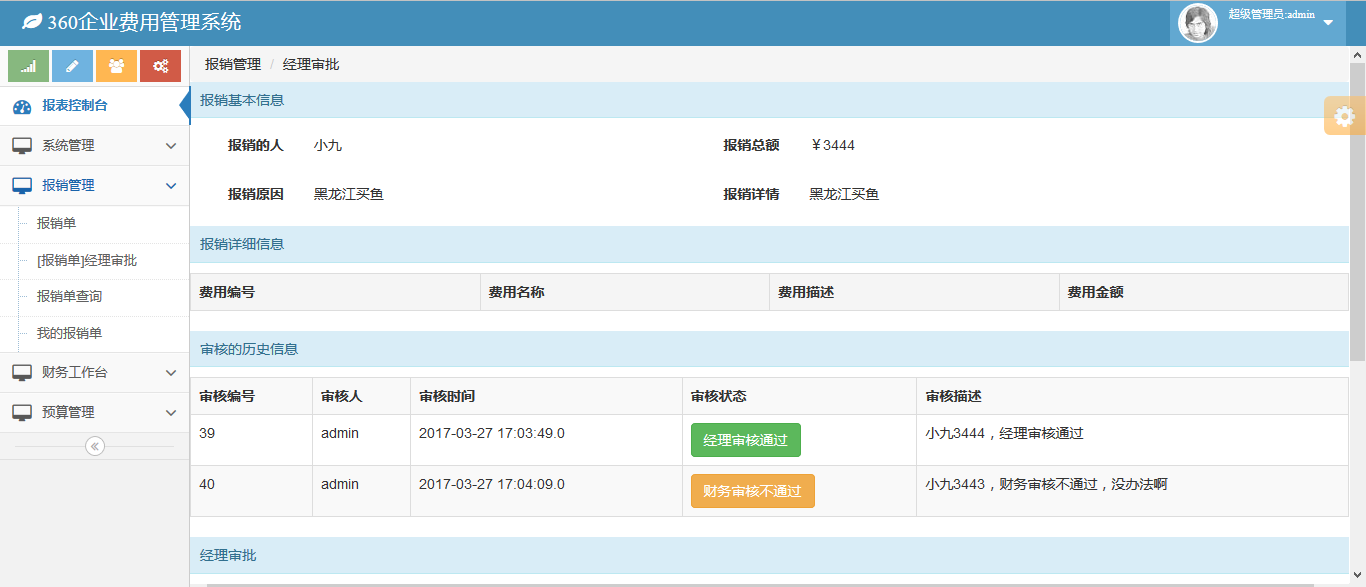 360企业费用管理系统
超级管理员:admin
报表控制台
系统管理
报销管理
报销单
[报销单]经理审批
报销单查询
我的报销单
财务工作台
预算管理
报销管理 / 经理审批
报销基本信息
报销的人 小九 报销总额 ¥3444
报销原因 黑龙江买鱼 报销详情 黑龙江买鱼
报销详细信息
费用编号 费用名称 费用描述 费用金额
审核的历史信息
审核编号 审核人 审核时间 审核状态 审核描述
39 admin 2017-03-27 17:03:49.0 经理审核通过 小九3444，经理审核通过
40 admin 2017-03-27 17:04:09.0 财务审核不通过 小九3443，财务审核不通过，没办法啊
经理审批